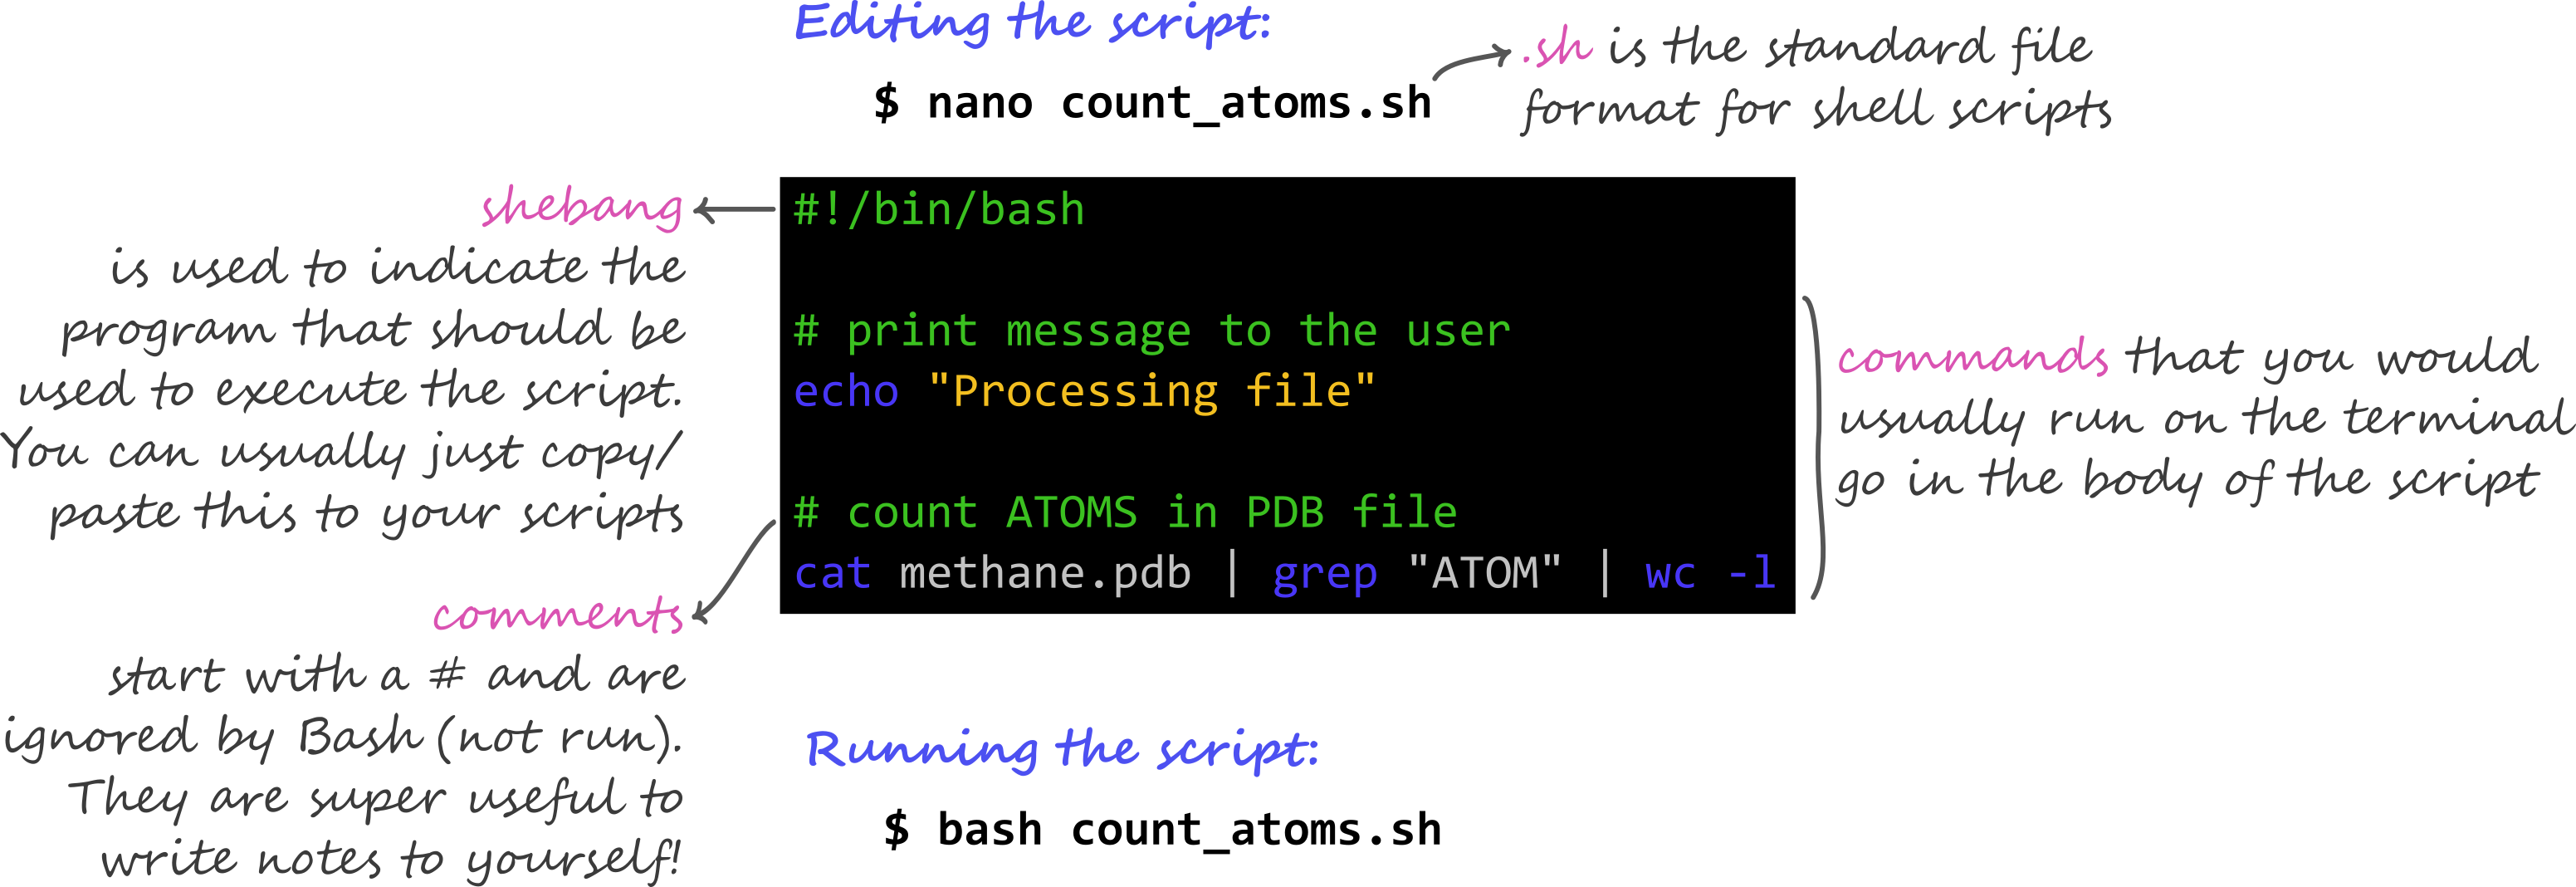 Editing the script:
$ nano count_atoms.sh
.sh is the standard file
format for shell scripts
shebang
is used to indicate the
program that should be
used to execute the script.
You can usually just copy/
paste this to your scripts
#!/bin/bash
# print message to the user
echo "Processing file"
# count ATOMS in PDB file
cat methane.pdb | grep "ATOM" | wc -l
commands that you would
usually run on the terminal
go in the body of the script
comments
start with a # and are
ignored by Bash (not run).
They are super useful to
write notes to yourself!
Running the script:
$ bash count_atoms.sh